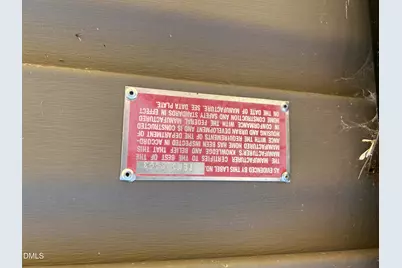 AS EVIDENCED BY THIS LABEL NO.
THE MANUFACTURER CERTIFIES TO THE BEST OF THE
MANUFACTURER'S KNOWLEDGE AND BELIEF THAT THIS
MANUFACTURED HOME HAS BEEN INSPECTED IN ACCORD-
ANCE WITH THE REQUIREMENTS OF THE DEPARTMENT OF
HOUSING AND URBAN DEVELOPMENT AND IS CONSTRUCTED
IN CONFORMANCE WITH THE FEDERAL MANUFACTURED
HOME CONSTRUCTION AND SAFETY STANDARDS IN EFFECT
ON THE DATE OF MANUFACTURE. SEE DATA PLATE.
DMLS